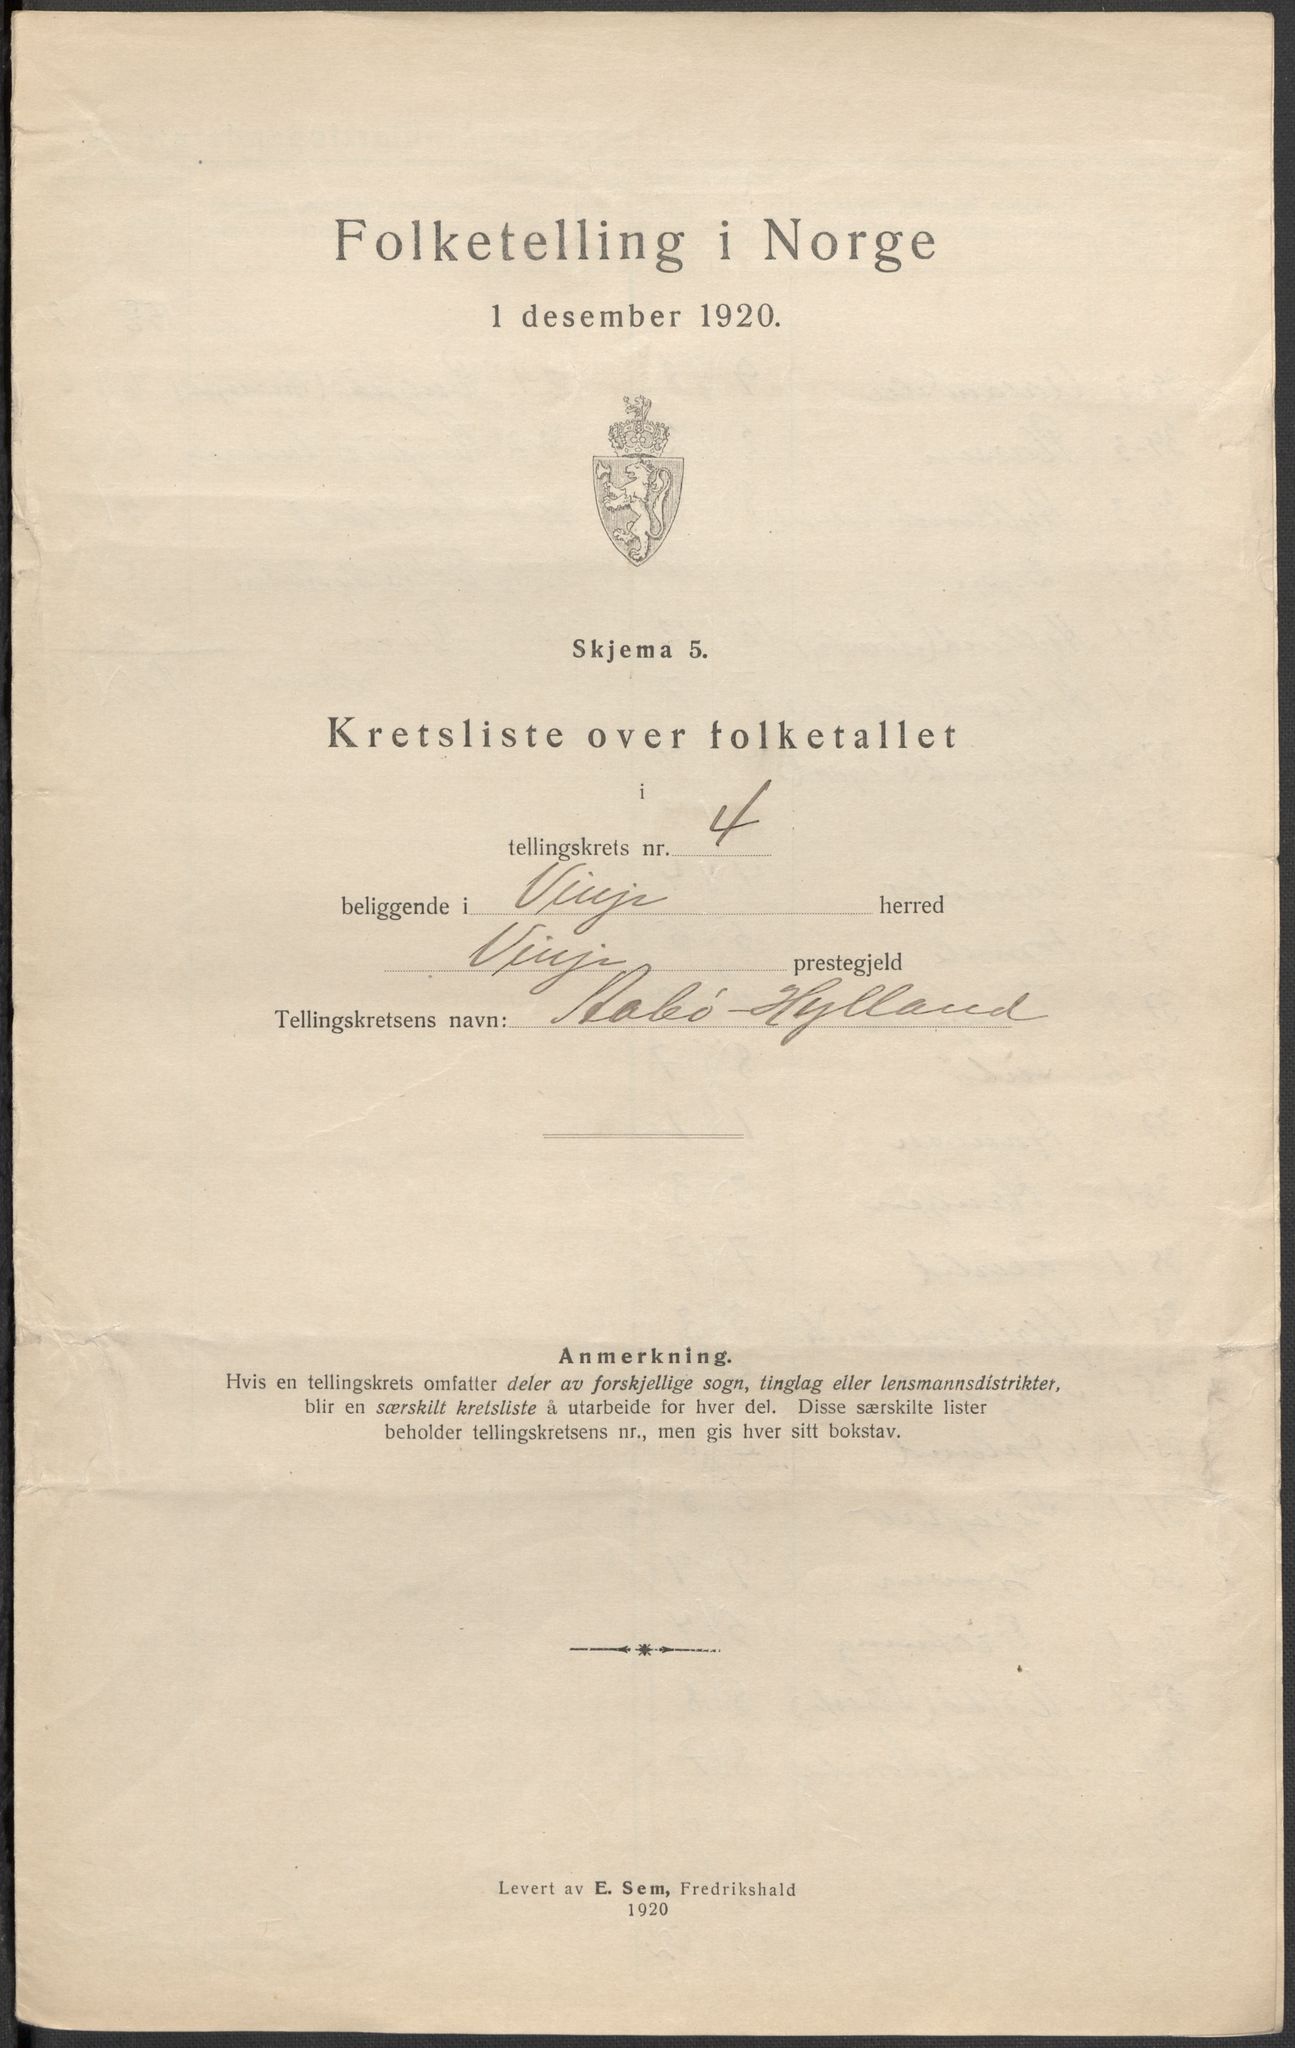 Folketelling i Norge
1 desember 1920.
Skjema 5.
Kretsliste over folketallet
i
tellingskrets nr. 4
beliggende i Vinje herred
Vinje prestegjeld
Tellingskretsens navn: Aabø-Hylland
Anmerkning.
Hvis en tellingskrets omfatter deler av forskjellige sogn, tinglag eller lensmannsdistrikter,
blir en særskilt kretsliste å utarbeide for hver del. Disse særskilte lister
beholder tellingskretsens nr., men gis hver sitt bokstav.
Levert av E. Sem, Fredrikshald
1920